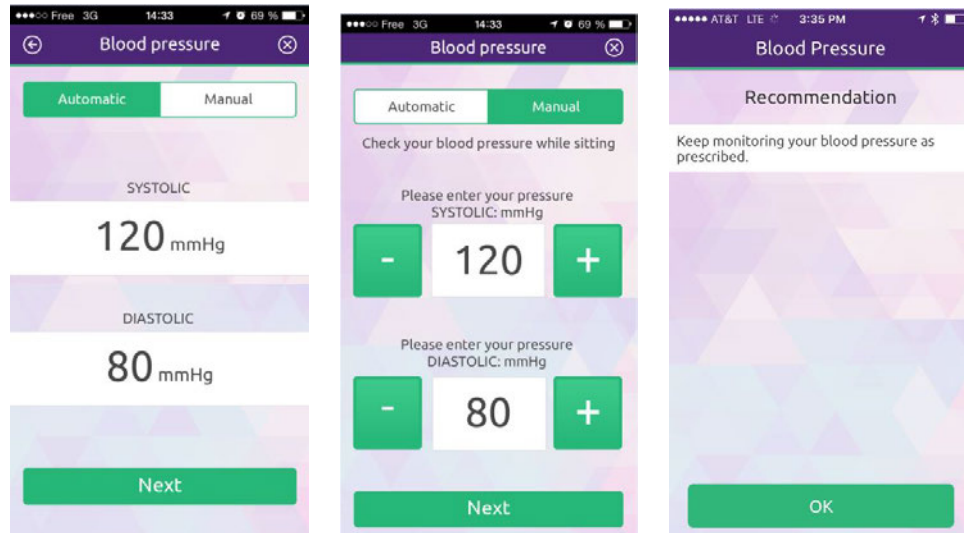 Free 3G 14:33 69 %
Blood pressure
Automatic Manual
SYSTOLIC
120 mmHg
DIASTOLIC
80 mmHg
Next
Free 3G 14:33 69 %
Blood pressure
Automatic Manual
Check your blood pressure while sitting
Please enter your pressure
SYSTOLIC: mmHg
- 120 +
Please enter your pressure
DIASTOLIC: mmHg
- 80 +
Next
AT&T LTE 3:35 PM
Blood Pressure
Recommendation
Keep monitoring your blood pressure as
prescribed.
OK